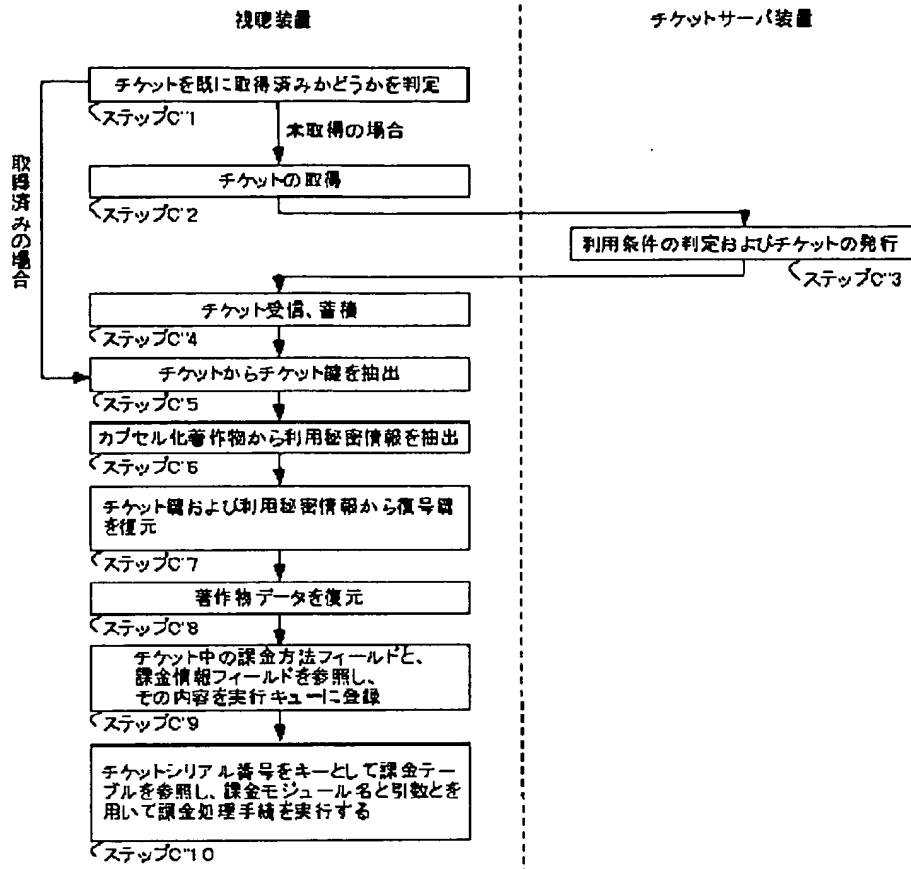 視聴装置
チケットサーバ装置
チケットを既に取得済みかどうかを判定
ステップC"1
未取得の場合
取得済みの場合
チケットの取得
ステップC"2
利用条件の判定およびチケットの発行
ステップC"3
チケット受信、蓄積
ステップC"4
チケットからチケット鍵を抽出
ステップC"5
カプセル化著作物から利用秘密情報を抽出
ステップC"6
チケット鍵および利用秘密情報から復号鍵
を復元
ステップC"7
著作物データを復元
ステップC"8
チケット中の課金方法フィールドと、
課金情報フィールドを参照し、
その内容を実行キューに登録
ステップC"9
チケットシリアル番号をキーとして課金テー
ブルを参照し、課金モジュール名と引数とを
用いて課金処理手続を実行する
ステップC"10